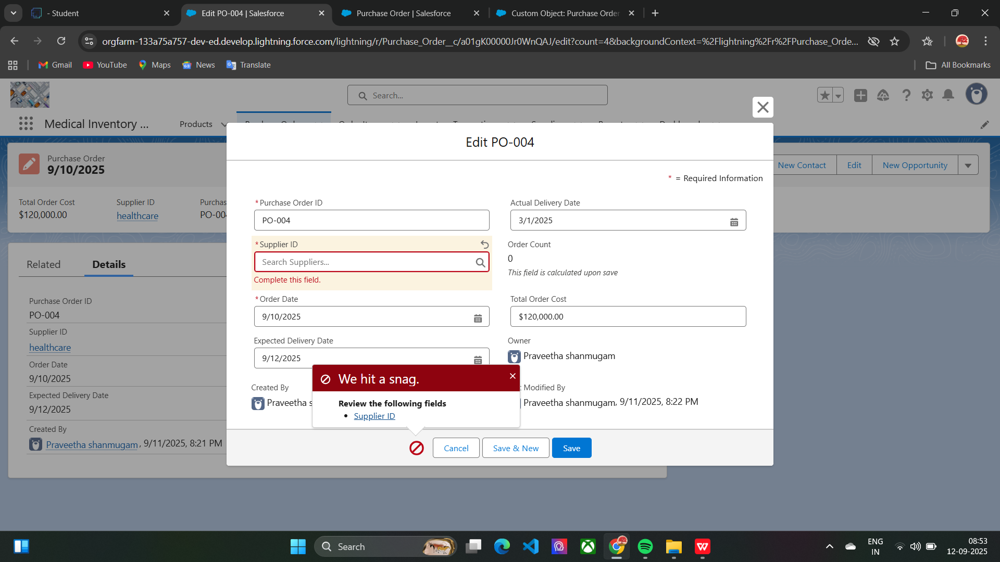 - Student
Edit PO-004 | Salesforce
Purchase Order | Salesforce
Custom Object: Purchase Order
orgfarm-133a75a757-dev-ed.develop.lightning.force.com/lightning/r/Purchase_Order__c/a01gK00000Jr0WnQAJ/edit?count=4&backgroundContext=%2Flightning%2Fr%2FPurchase_Orde...
Gmail
YouTube
Maps
News
Translate
All Bookmarks
Search...
Medical Inventory ...
Products
Purchase Order
9/10/2025
New Contact
Edit
New Opportunity
Total Order Cost
$120,000.00
Supplier ID
healthcare
Purchas
PO-004
Related
Details
Purchase Order ID
PO-004
Supplier ID
healthcare
Order Date
9/10/2025
Expected Delivery Date
9/12/2025
Created By
Praveetha shanmugam, 9/11/2025, 8:21 PM
Edit PO-004
* = Required Information
*Purchase Order ID
PO-004
Actual Delivery Date
3/1/2025
*Supplier ID
Search Suppliers...
Complete this field.
Order Count
0
This field is calculated upon save
*Order Date
9/10/2025
Total Order Cost
$120,000.00
Expected Delivery Date
9/12/2025
Owner
Praveetha shanmugam
Created By
Praveetha s
Modified By
Praveetha shanmugam, 9/11/2025, 8:22 PM
We hit a snag.
Review the following fields
• Supplier ID
Cancel
Save & New
Save
Search
ENG
IN
08:53
12-09-2025